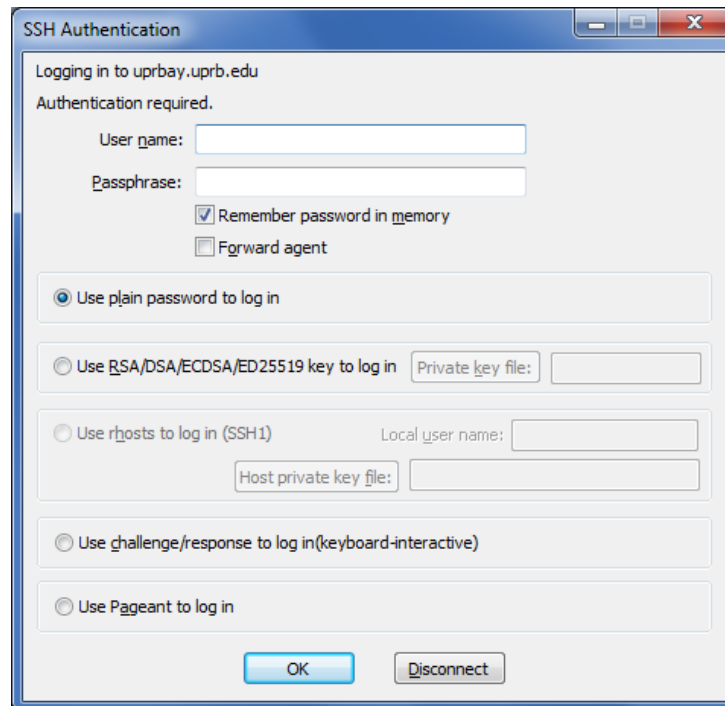 SSH Authentication
Logging in to uprbay.uprb.edu
Authentication required.
User name:
Passphrase:
Remember password in memory
Forward agent
Use plain password to log in
Use RSA/DSA/ECDSA/ED25519 key to log in Private key file:
Use rhosts to log in (SSH1) Local user name:
Host private key file:
Use challenge/response to log in(keyboard-interactive)
Use Pageant to log in
OK Disconnect